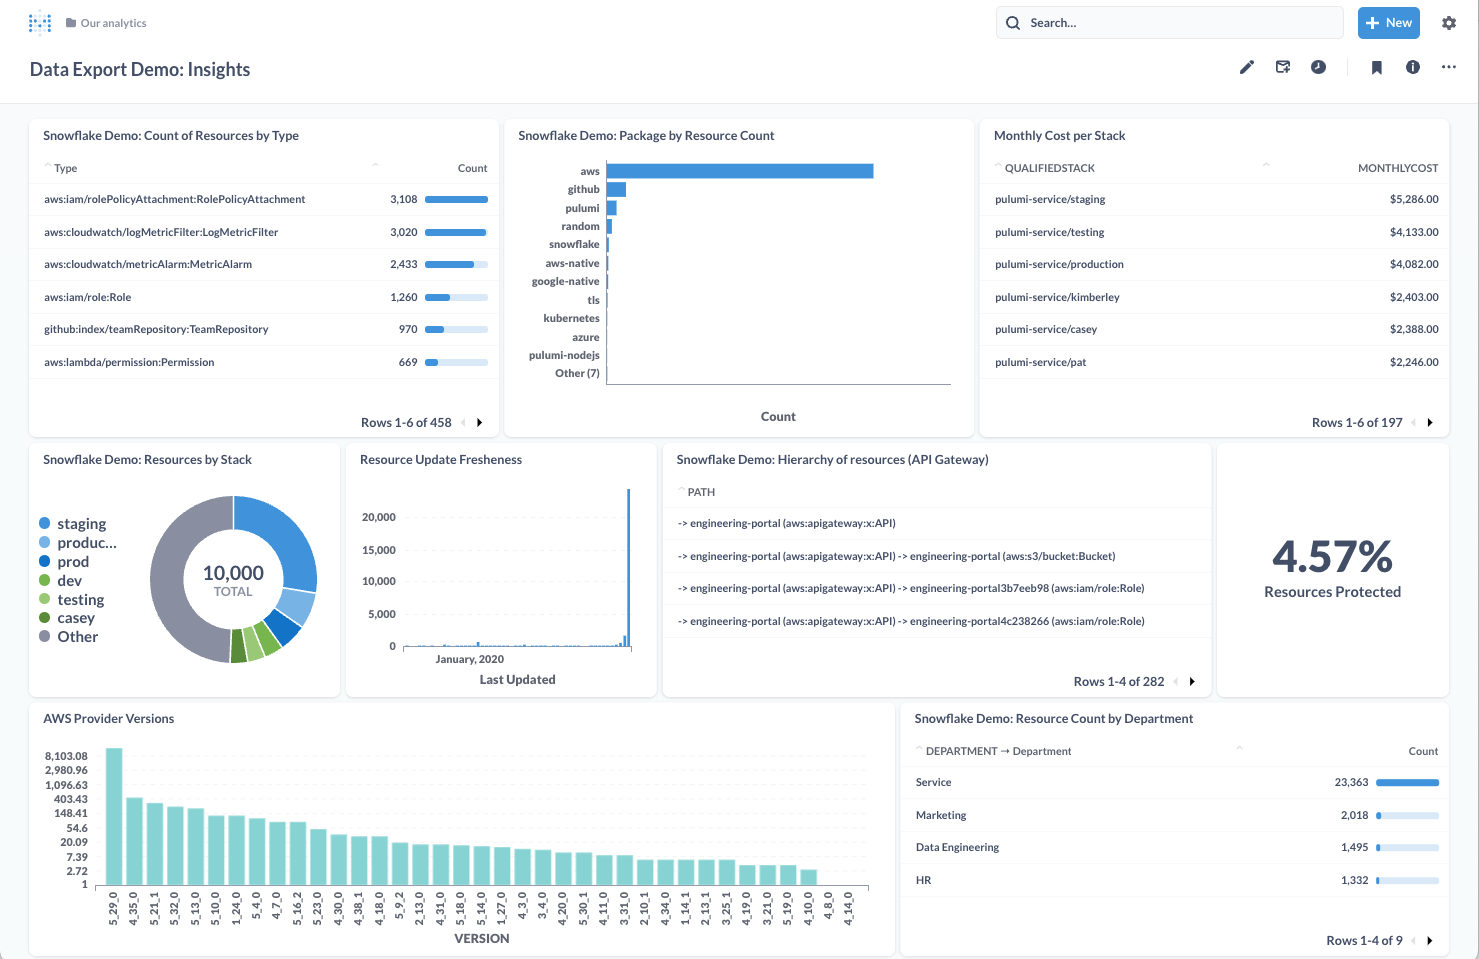 Our analytics
Search...
New
Data Export Demo: Insights
Snowflake Demo: Count of Resources by Type
Type Count
aws:iam/rolePolicyAttachment:RolePolicyAttachment 3,108
aws:cloudwatch/logMetricFilter:LogMetricFilter 3,020
aws:cloudwatch/metricAlarm:MetricAlarm 2,433
aws:iam/role:Role 1,260
github:index/teamRepository:TeamRepository 970
aws:lambda/permission:Permission 669
Rows 1-6 of 458
Snowflake Demo: Package by Resource Count
aws
github
pulumi
random
snowflake
aws-native
google-native
tls
kubernetes
azure
pulumi-nodejs
Other (7)
Count
Monthly Cost per Stack
QUALIFIEDSTACK MONTHLYCOST
pulumi-service/staging $5,286.00
pulumi-service/testing $4,133.00
pulumi-service/production $4,082.00
pulumi-service/kimberley $2,403.00
pulumi-service/casey $2,388.00
pulumi-service/pat $2,246.00
Rows 1-6 of 197
Snowflake Demo: Resources by Stack
staging
produc...
prod
dev
testing
casey
Other
10,000
TOTAL
Resource Update Fresheness
20,000
15,000
10,000
5,000
0
January, 2020
Last Updated
Snowflake Demo: Hierarchy of resources (API Gateway)
PATH
-> engineering-portal (aws:apigateway:x:API)
-> engineering-portal (aws:apigateway:x:API) -> engineering-portal (aws:s3/bucket:Bucket)
-> engineering-portal (aws:apigateway:x:API) -> engineering-portal3b7eeb98 (aws:iam/role:Role)
-> engineering-portal (aws:apigateway:x:API) -> engineering-portal4c238266 (aws:iam/role:Role)
Rows 1-4 of 282
4.57%
Resources Protected
AWS Provider Versions
8,103.08
2,980.96
1,096.63
403.43
148.41
54.6
20.09
7.39
2.72
1
5_29_0
4_35_0
5_21_1
5_32_0
5_13_0
5_10_0
1_24_0
5_4_0
4_7_0
5_16_2
5_23_0
4_30_0
4_38_1
4_18_0
5_9_2
2_13_0
4_31_0
5_18_0
5_14_0
1_27_0
4_3_0
3_4_0
4_20_0
5_30_1
4_11_0
3_31_0
2_10_1
4_34_0
1_14_1
2_13_1
3_25_1
4_19_0
3_21_0
5_19_0
4_10_0
4_8_0
4_14_0
VERSION
Snowflake Demo: Resource Count by Department
DEPARTMENT → Department Count
Service 23,363
Marketing 2,018
Data Engineering 1,495
HR 1,332
Rows 1-4 of 9